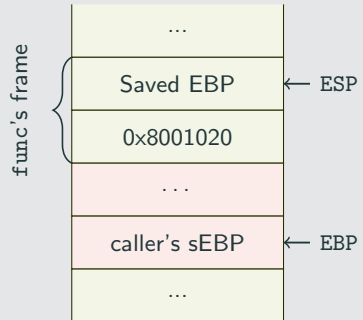 ...
Saved EBP
ESP
0x8001020
func's frame
...
caller's sEBP
EBP
...